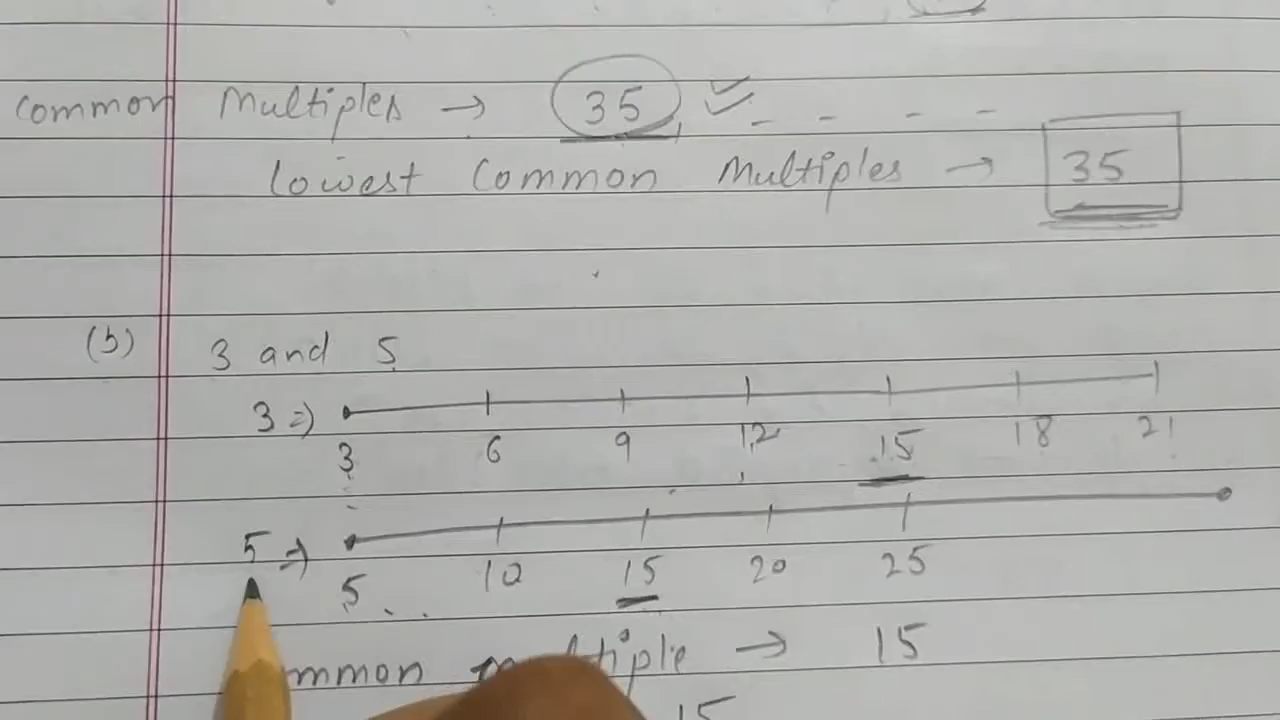 common Multiples → 35
Lowest Common Multiples → 35
(b) 3 and 5
3 ⇒
3 6 9 12 15 18 21
5 ⇒
5 10 15 20 25
→ 15
15